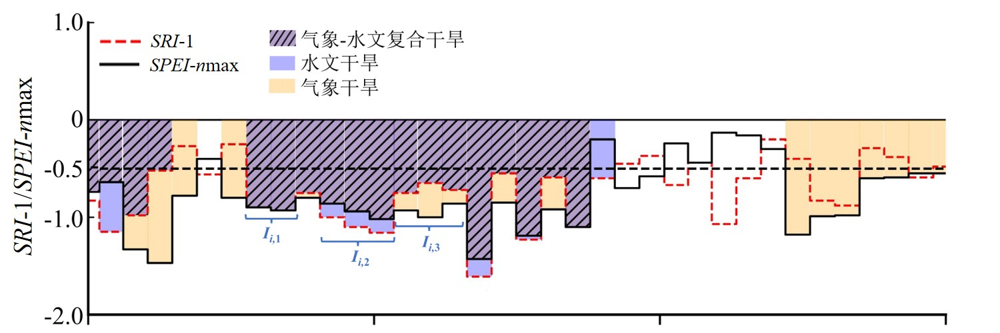 1.0
SRI-1
SPEI-nmax
气象-水文复合干旱
水文干旱
气象干旱
SRI-1/SPEI-nmax
0
-0.5
-1.0
-2.0
Ii,1
Ii,2
Ii,3